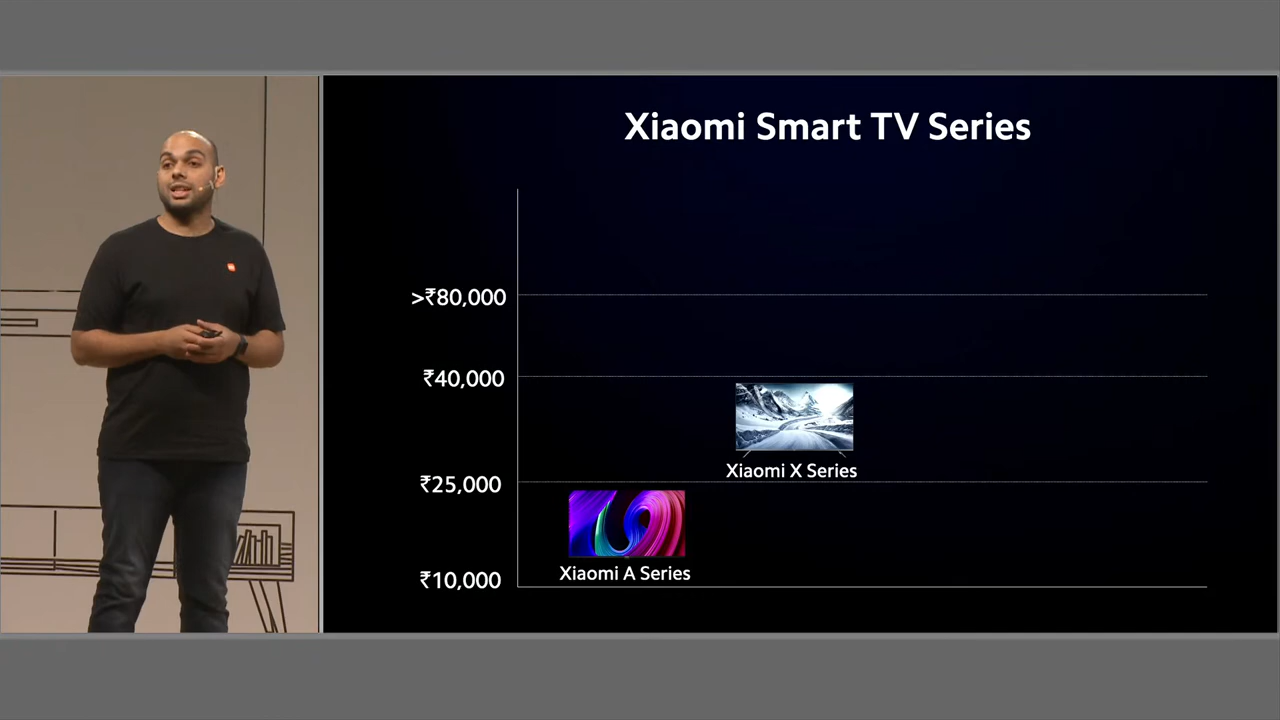 Xiaomi Smart TV Series
>₹80,000
₹40,000
Xiaomi X Series
₹25,000
Xiaomi A Series
₹10,000